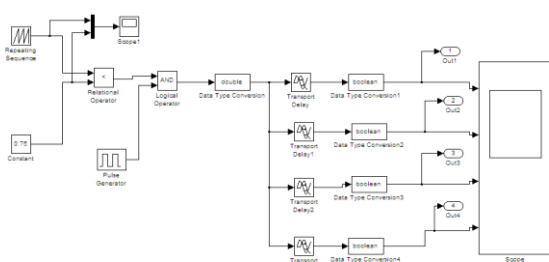 Repeating
Sequence
Scope1
<
Relational
Operator
AND
Logical
Operator
double
Data Type Conversion
0.75
Constant
Pulse
Generator
Transport
Delay
boolean
Data Type Conversion1
1
Out1
Transport
Delay1
boolean
Data Type Conversion2
2
Out2
Transport
Delay2
boolean
Data Type Conversion3
3
Out3
Transport
boolean
Data Type Conversion4
4
Out4
Scope